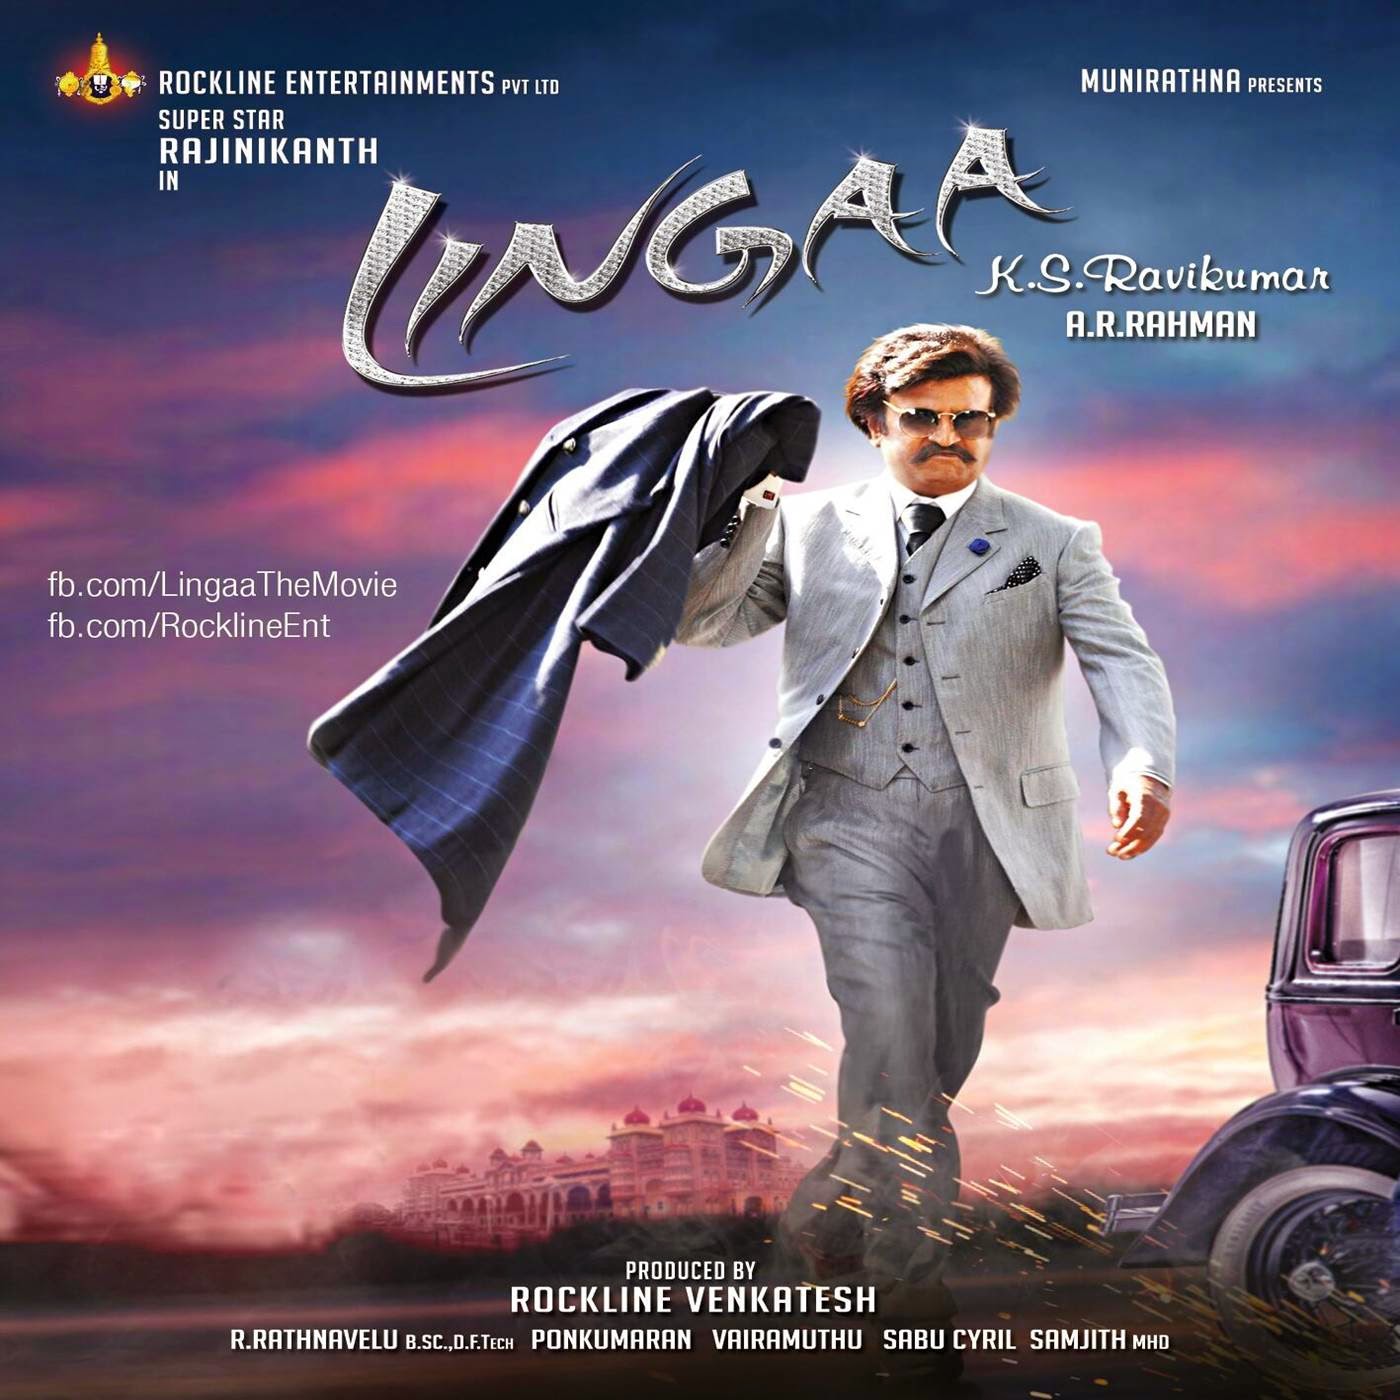 ROCKLINE ENTERTAINMENTS PVT LTD
SUPER STAR
RAJINIKANTH
IN
MUNIRATHNA PRESENTS
LINGAA
K.S.Ravikumar
A.R.RAHMAN
fb.com/LingaaTheMovie
fb.com/RocklineEnt
PRODUCED BY
ROCKLINE VENKATESH
R.RATHNAVELU B.SC.,D.F.TECH PONKUMARAN VAIRAMUTHU SABU CYRIL SAMJITH MHD